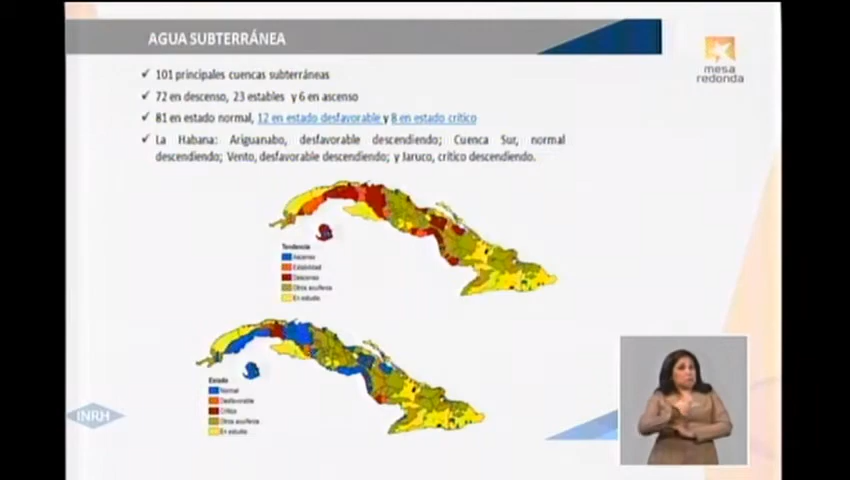 AGUA SUBTERRÁNEA
mesa
redonda
✓ 101 principales cuencas subterráneas
✓ 72 en descenso, 23 estables y 6 en ascenso
✓ 81 en estado normal, 12 en estado desfavorable y 8 en estado crítico
✓ La Habana: Ariguanabo, desfavorable descendiendo; Cuenca Sur, normal
descendiendo; Vento, desfavorable descendiendo; y Jaruco, crítico descendiendo.
Tendencia
Ascenso
Estabilidad
Descenso
Otros acuíferos
En estudio
Estado
Normal
Desfavorable
Crítico
Otros acuíferos
En estudio
INRH